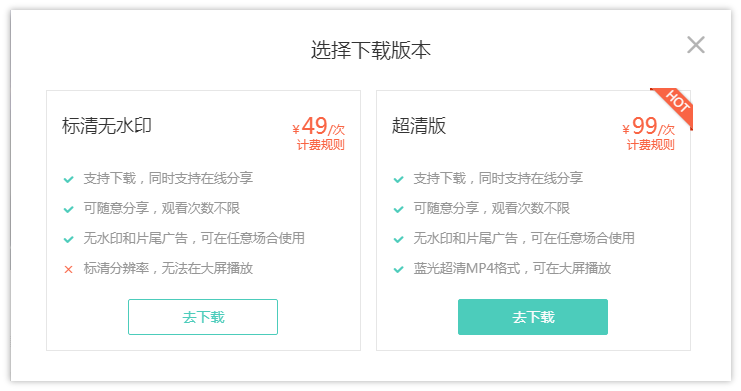 选择下载版本
标清无水印
¥49/次
计费规则
支持下载，同时支持在线分享
可随意分享，观看次数不限
无水印和片尾广告，可在任意场合使用
标清分辨率，无法在大屏播放
去下载
HOT
超清版
¥99/次
计费规则
支持下载，同时支持在线分享
可随意分享，观看次数不限
无水印和片尾广告，可在任意场合使用
蓝光超清MP4格式，可在大屏播放
去下载